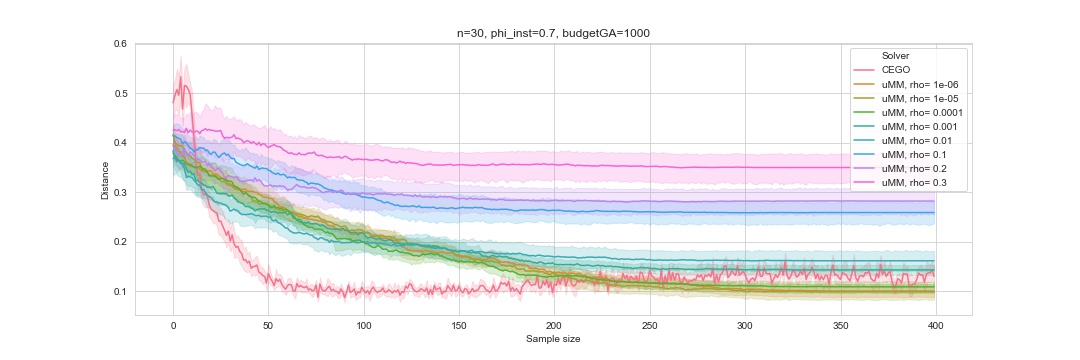 n=30, phi_inst=0.7, budgetGA=1000
Distance
0.6
0.5
0.4
0.3
0.2
0.1
Solver
CEGO
uMM, rho= 1e-06
uMM, rho= 1e-05
uMM, rho= 0.0001
uMM, rho= 0.001
uMM, rho= 0.01
uMM, rho= 0.1
uMM, rho= 0.2
uMM, rho= 0.3
0 50 100 150 200 250 300 350 400
Sample size